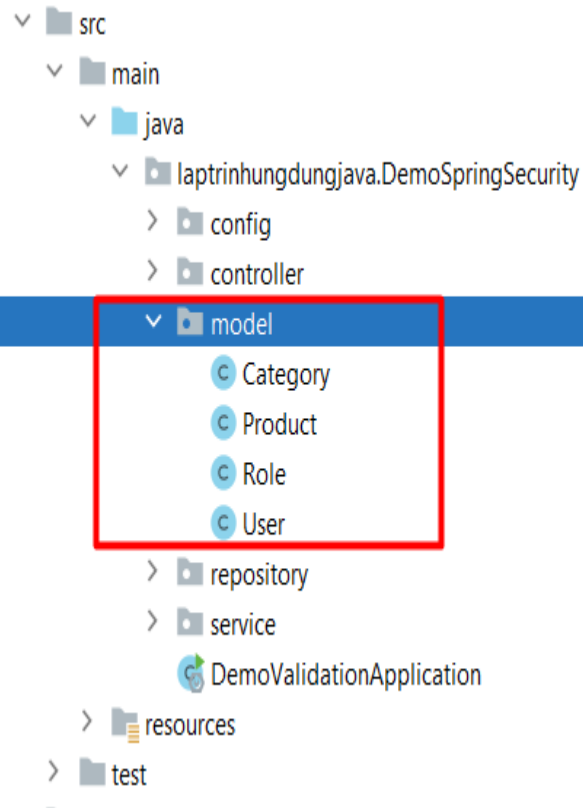 src
main
java
laptrinhungdungjava.DemoSpringSecurity
config
controller
model
Category
Product
Role
User
repository
service
DemoValidationApplication
resources
test